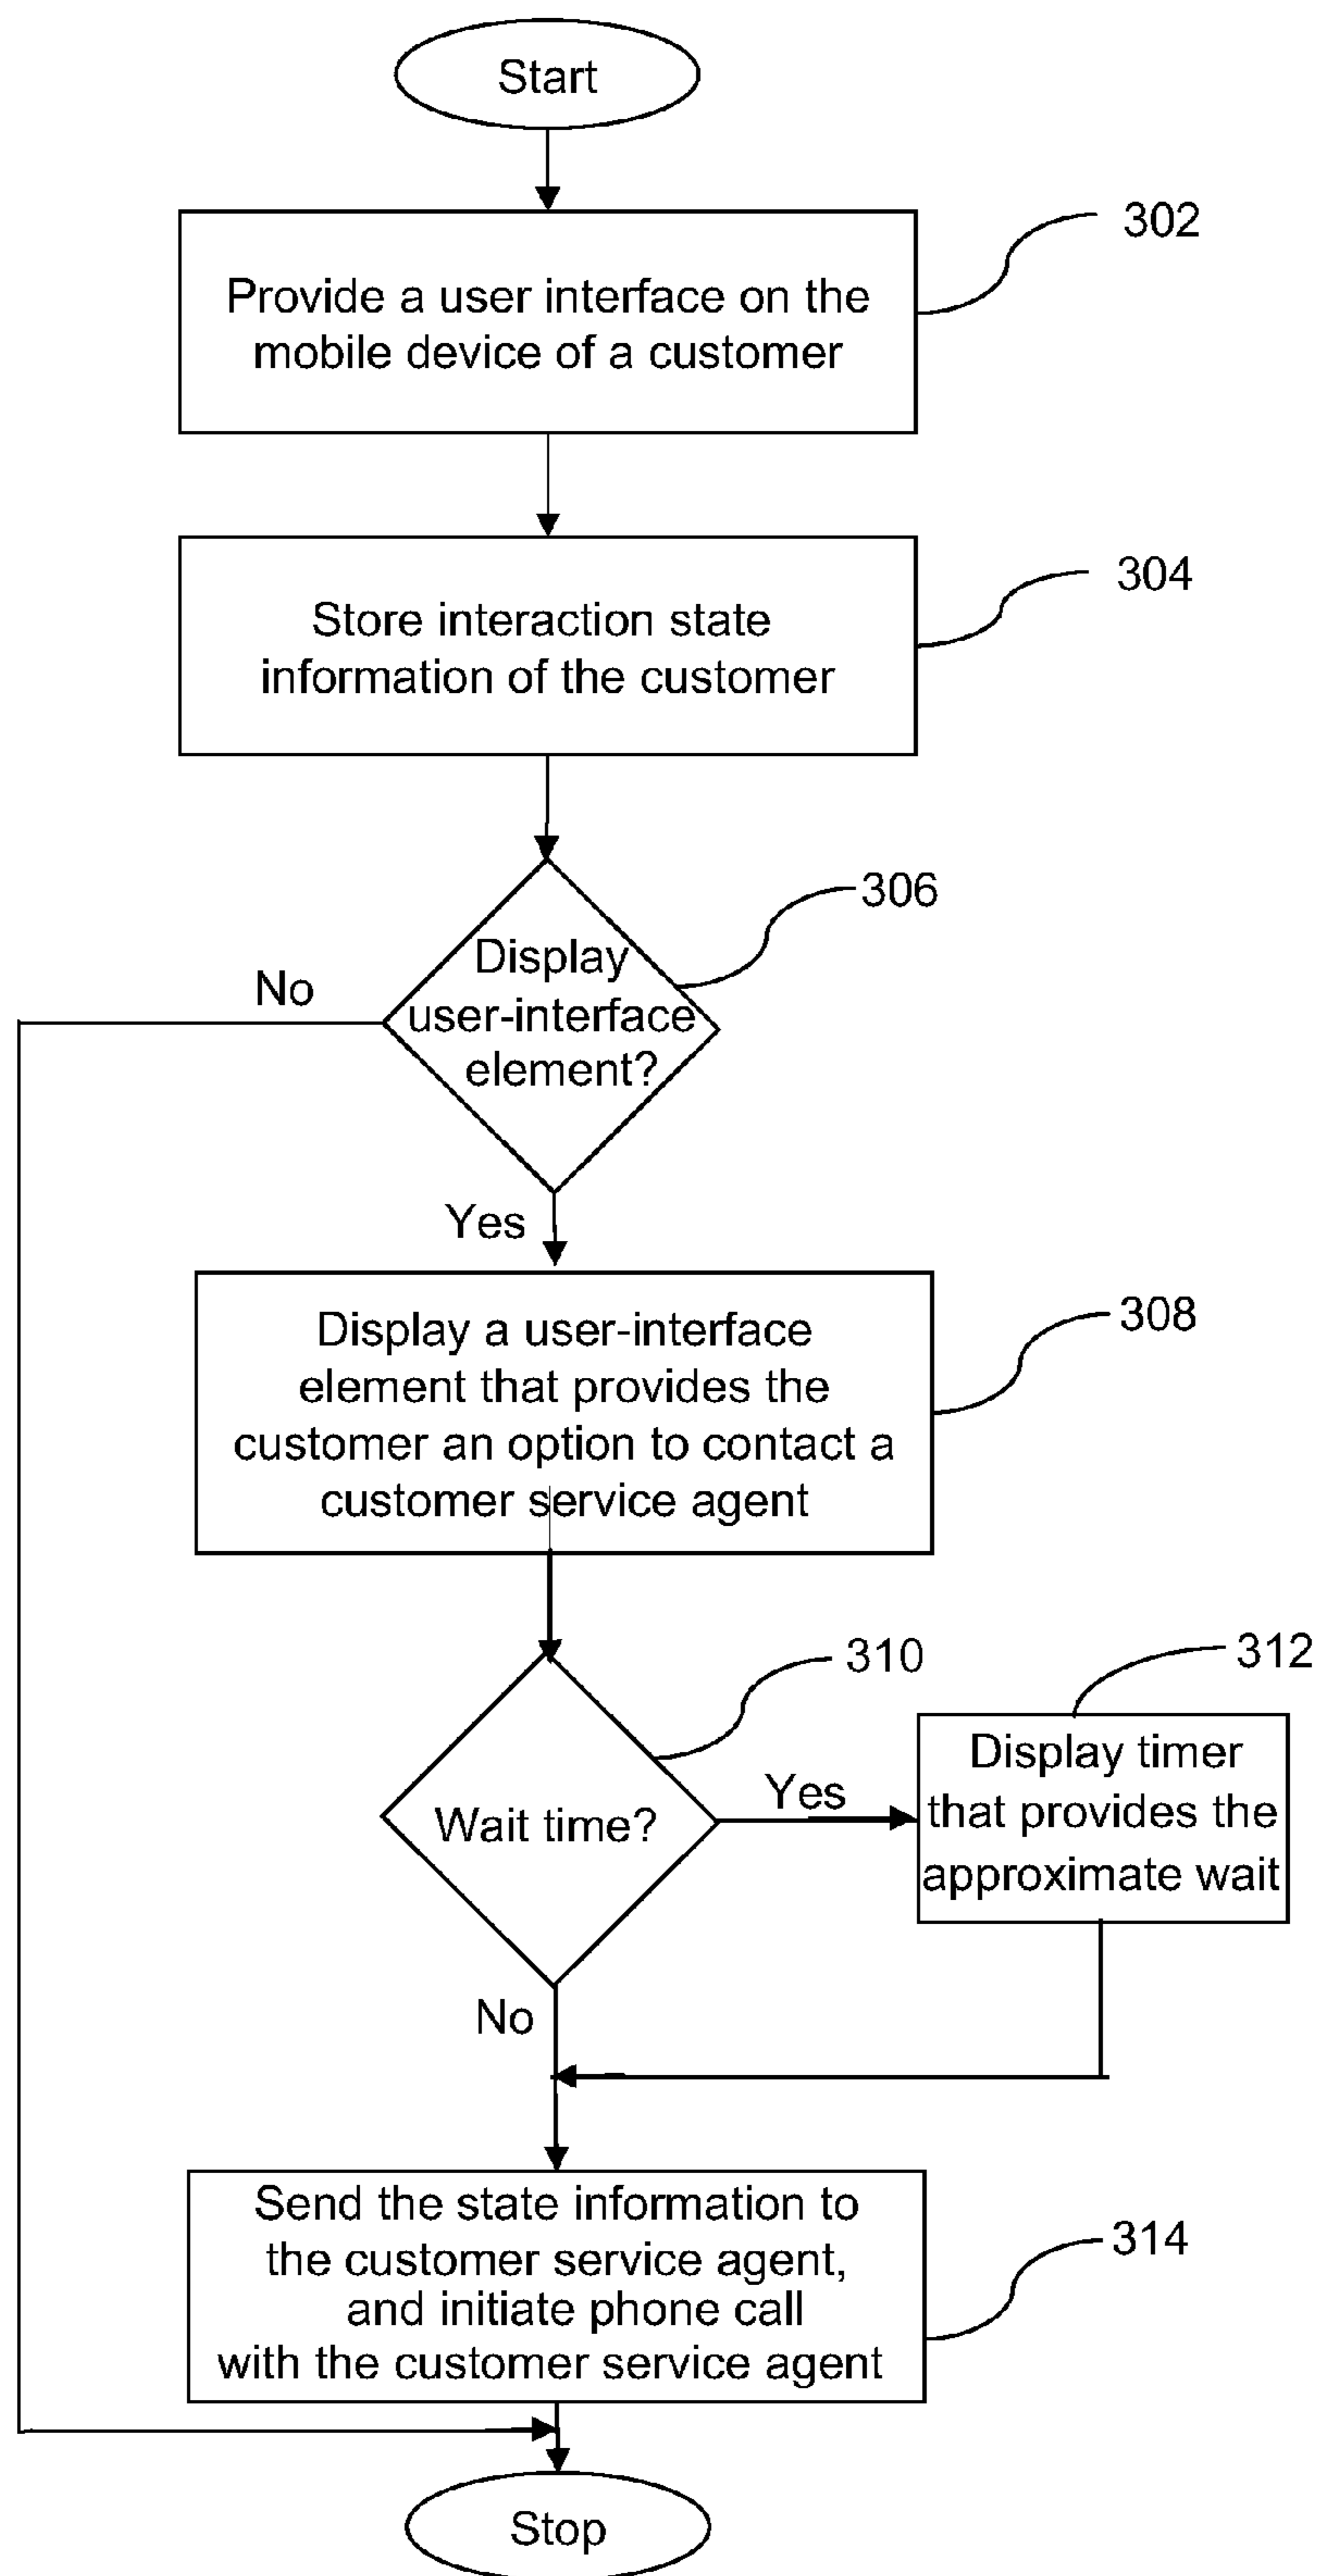 Start
302
Provide a user interface on the
mobile device of a customer
304
Store interaction state
information of the customer
306
Display
user-interface
element?
No
Yes
308
Display a user-interface
element that provides the
customer an option to contact a
customer service agent
310
312
Wait time?
Yes
Display timer
that provides the
approximate wait
No
Send the state information to
the customer service agent,
and initiate phone call
with the customer service agent
314
Stop